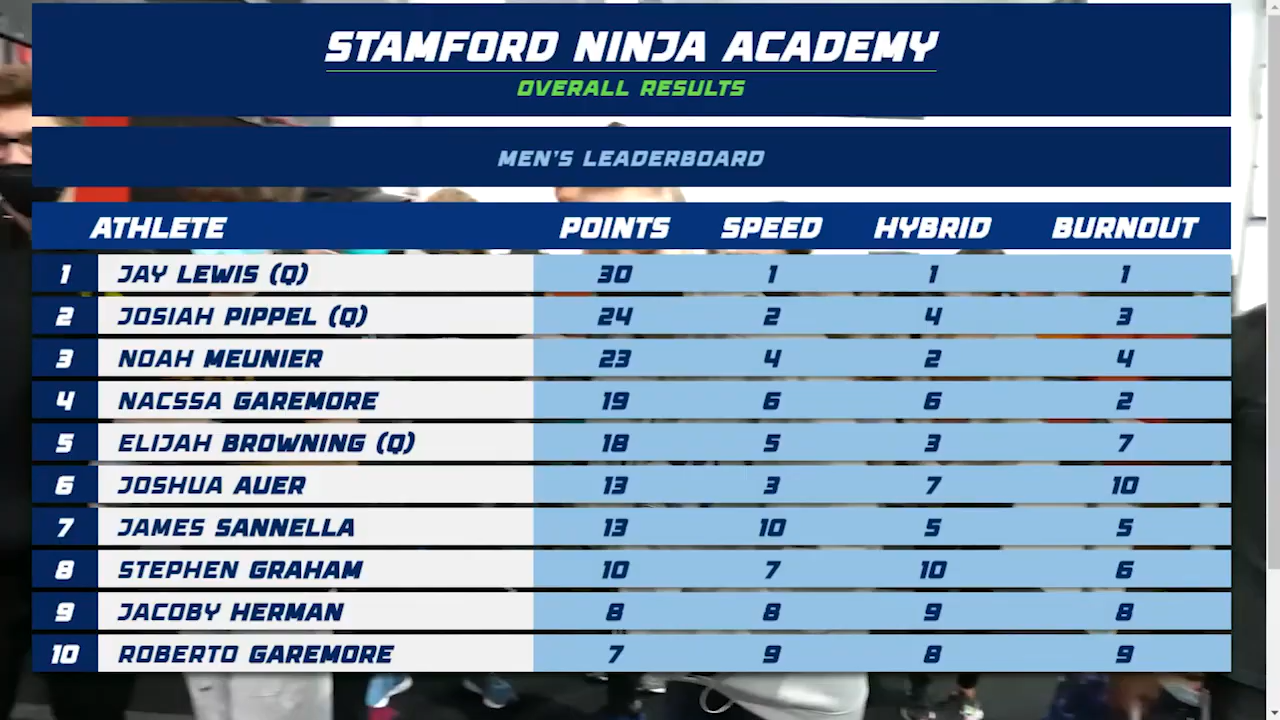 STAMFORD NINJA ACADEMY
OVERALL RESULTS
MEN'S LEADERBOARD
ATHLETE POINTS SPEED HYBRID BURNOUT
1 JAY LEWIS (Q) 30 1 1 1
2 JOSIAH PIPPEL (Q) 24 2 4 3
3 NOAH MEUNIER 23 4 2 4
4 NACSSA GAREMORE 19 6 6 2
5 ELIJAH BROWNING (Q) 18 5 3 7
6 JOSHUA AUER 13 3 7 10
7 JAMES SANNELLA 13 10 5 5
8 STEPHEN GRAHAM 10 7 10 6
9 JACOBY HERMAN 8 8 9 8
10 ROBERTO GAREMORE 7 9 8 9